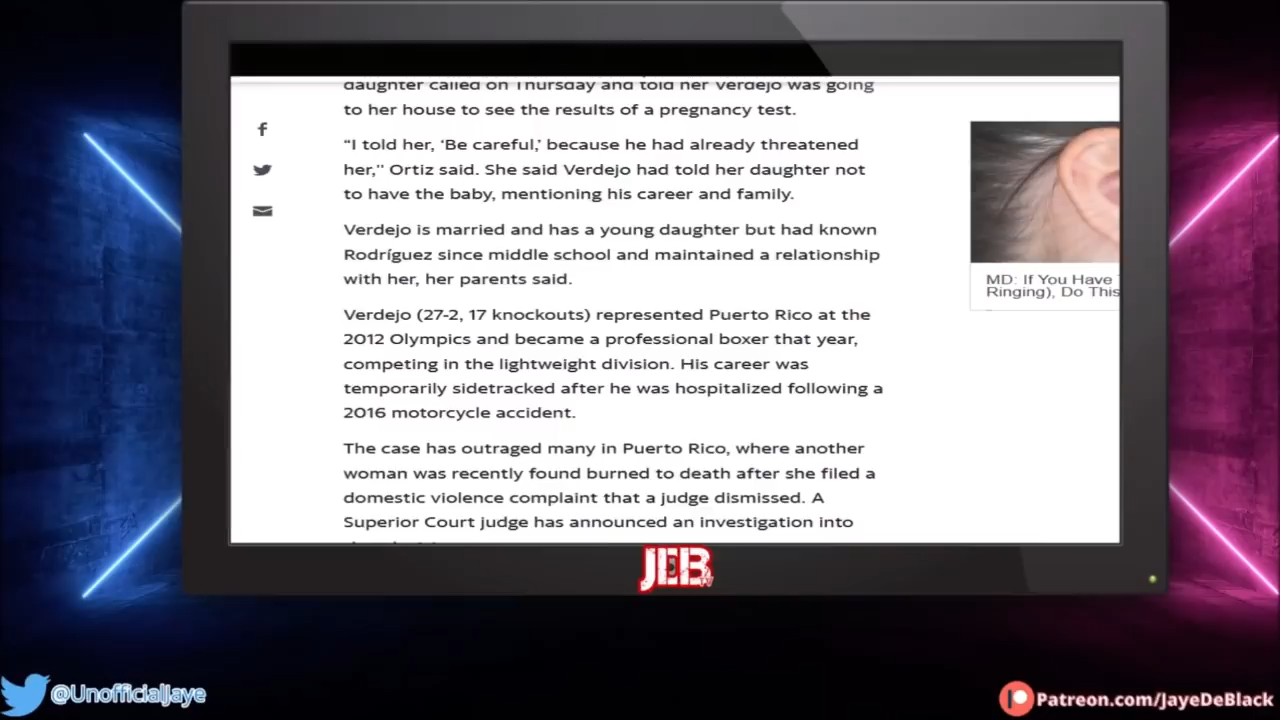 daughter called on Thursday and told her Verdejo was going
to her house to see the results of a pregnancy test.
“I told her, ‘Be careful,’ because he had already threatened
her,” Ortiz said. She said Verdejo had told her daughter not
to have the baby, mentioning his career and family.
Verdejo is married and has a young daughter but had known
Rodríguez since middle school and maintained a relationship
with her, her parents said.
Verdejo (27-2, 17 knockouts) represented Puerto Rico at the
2012 Olympics and became a professional boxer that year,
competing in the lightweight division. His career was
temporarily sidetracked after he was hospitalized following a
2016 motorcycle accident.
The case has outraged many in Puerto Rico, where another
woman was recently found burned to death after she filed a
domestic violence complaint that a judge dismissed. A
Superior Court judge has announced an investigation into
MD: If You Have
Ringing), Do This
JEB
TV
@UnofficialJaye
Patreon.com/JayeDeBlack